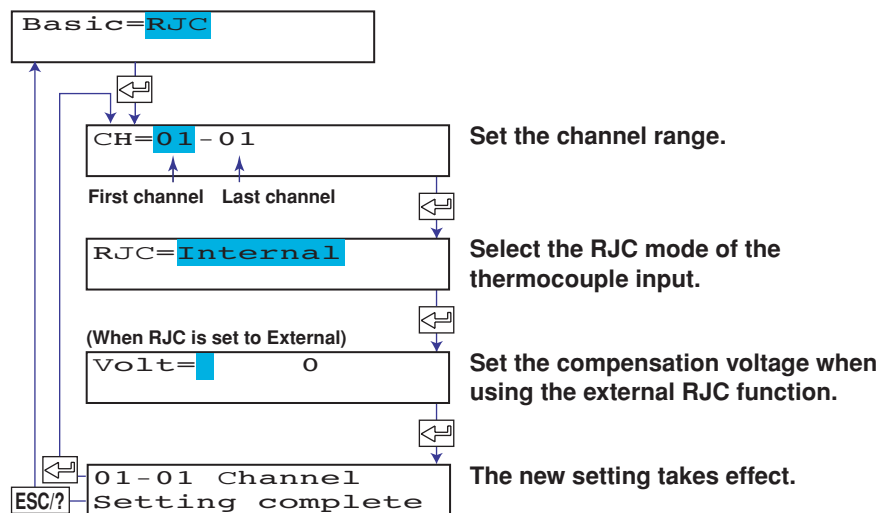 Basic=RJC
CH=01-01
Set the channel range.
First channel Last channel
RJC=Internal
Select the RJC mode of the
thermocouple input.
(When RJC is set to External)
Volt= 0
Set the compensation voltage when
using the external RJC function.
01-01 Channel
Setting complete
The new setting takes effect.
ESC/?